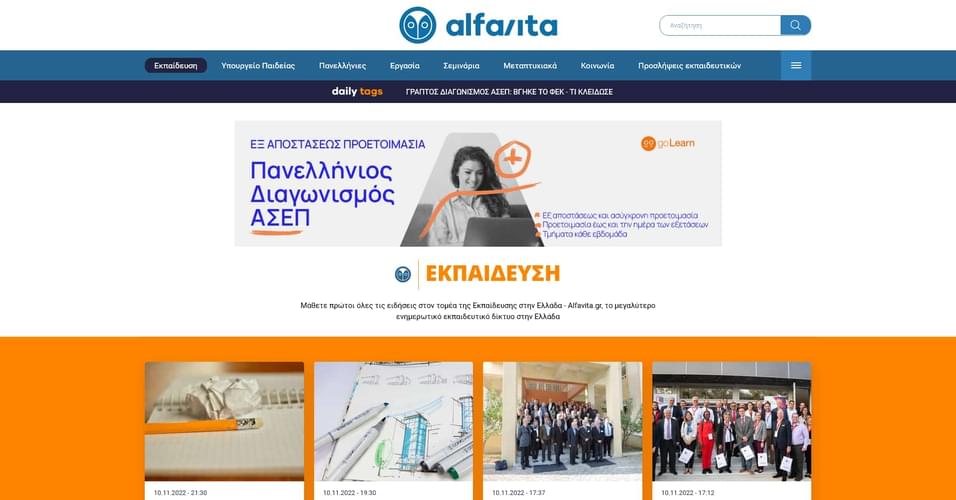 alfavita
Αναζήτηση
Εκπαίδευση
Υπουργείο Παιδείας
Πανελλήνιες
Εργασία
Σεμινάρια
Μεταπτυχιακά
Κοινωνία
Προσλήψεις εκπαιδευτικών
daily tags
ΓΡΑΠΤΟΣ ΔΙΑΓΩΝΙΣΜΟΣ ΑΣΕΠ: ΒΓΗΚΕ ΤΟ ΦΕΚ - ΤΙ ΚΛΕΙΔΩΣΕ
ΕΞ ΑΠΟΣΤΑΣΕΩΣ ΠΡΟΕΤΟΙΜΑΣΙΑ
Πανελλήνιος
Διαγωνισμός
ΑΣΕΠ
goLearn
Εξ αποστάσεως και ασύγχρονη προετοιμασία
Προετοιμασία έως και την ημέρα των εξετάσεων
Τμήματα κάθε εβδομάδα
ΕΚΠΑΙΔΕΥΣΗ
Μάθετε πρώτοι όλες τις ειδήσεις στον τομέα της Εκπαίδευσης στην Ελλάδα - Alfavita.gr, το μεγαλύτερο
ενημερωτικό εκπαιδευτικό δίκτυο στην Ελλάδα
10.11.2022 - 21:30
10.11.2022 - 19:30
10.11.2022 - 17:37
10.11.2022 - 17:12